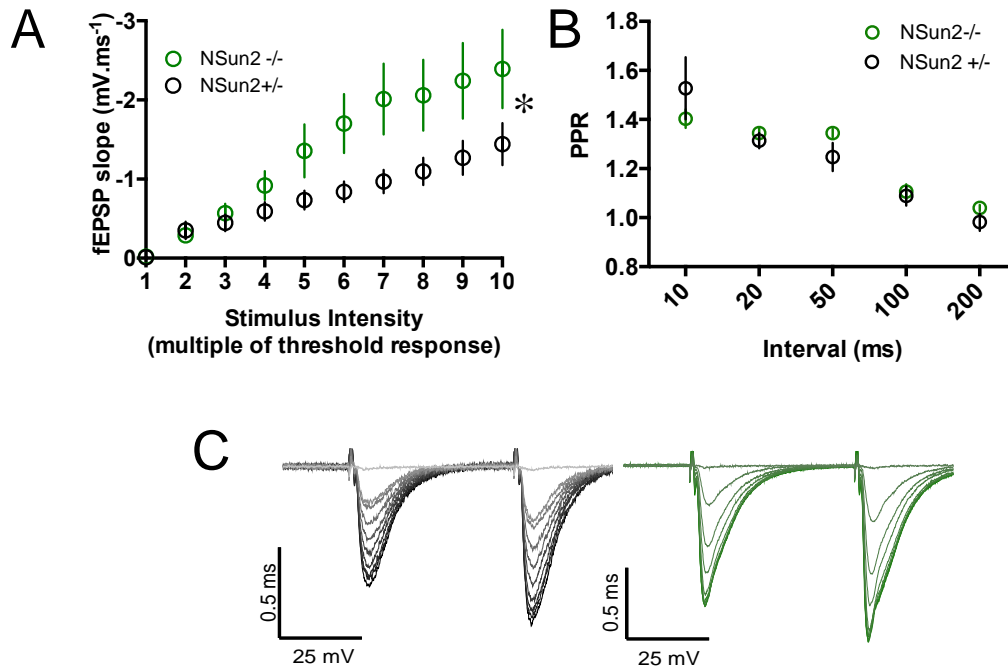 A
fEPSP slope (mV.ms-1)
-3
-2
-1
0
NSun2 -/-
NSun2+/-
*
1 2 3 4 5 6 7 8 9 10
Stimulus Intensity
(multiple of threshold response)
B
PPR
1.8
1.6
1.4
1.2
1.0
0.8
NSun2-/-
NSun2 +/-
10 20 50 100 200
Interval (ms)
C
0.5 ms
25 mV
0.5 ms
25 mV